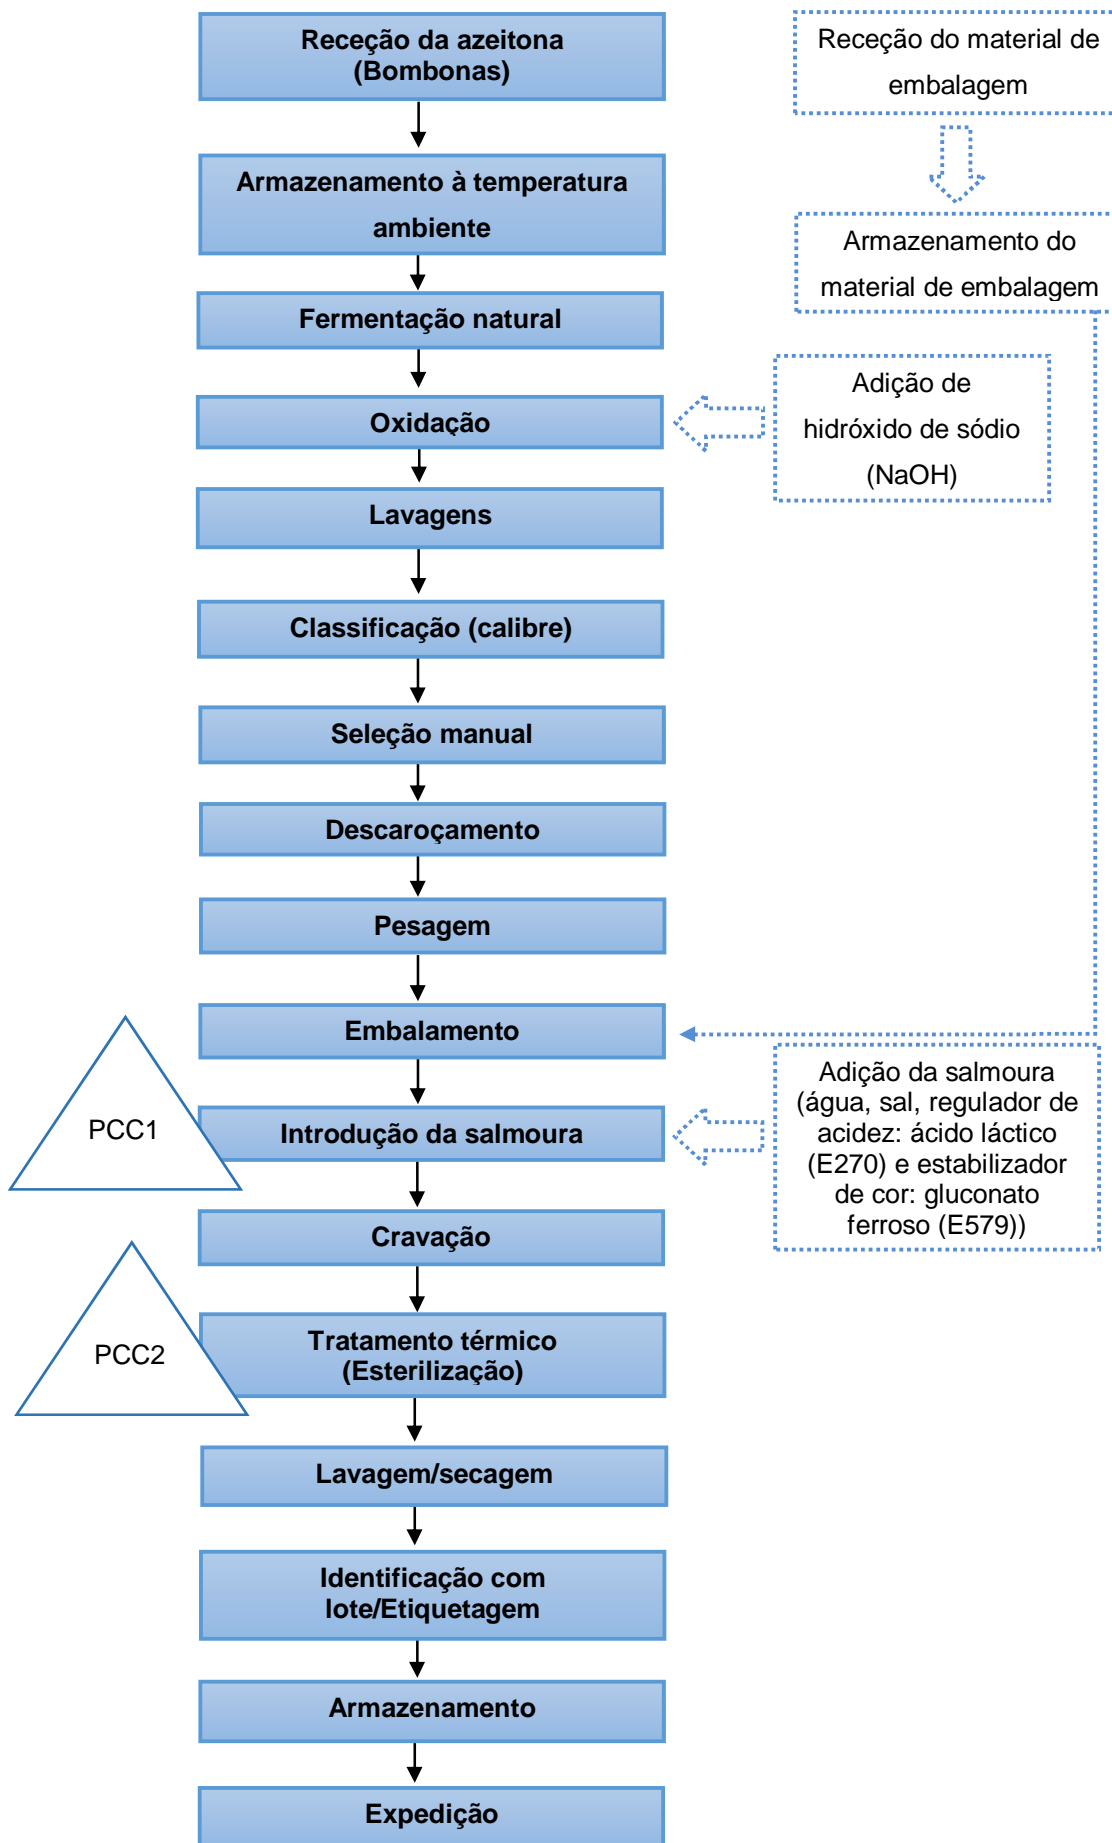 Receção da azeitona
(Bombonas)
Receção do material de
embalagem
Armazenamento à temperatura
ambiente
Armazenamento do
material de embalagem
Fermentação natural
Adição de
hidróxido de sódio
(NaOH)
Oxidação
Lavagens
Classificação (calibre)
Seleção manual
Descaroçamento
Pesagem
Embalamento
PCC1
Introdução da salmoura
Adição da salmoura
(água, sal, regulador de
acidez: ácido láctico
(E270) e estabilizador
de cor: gluconato
ferroso (E579))
Cravação
PCC2
Tratamento térmico
(Esterilização)
Lavagem/secagem
Identificação com
lote/Etiquetagem
Armazenamento
Expedição